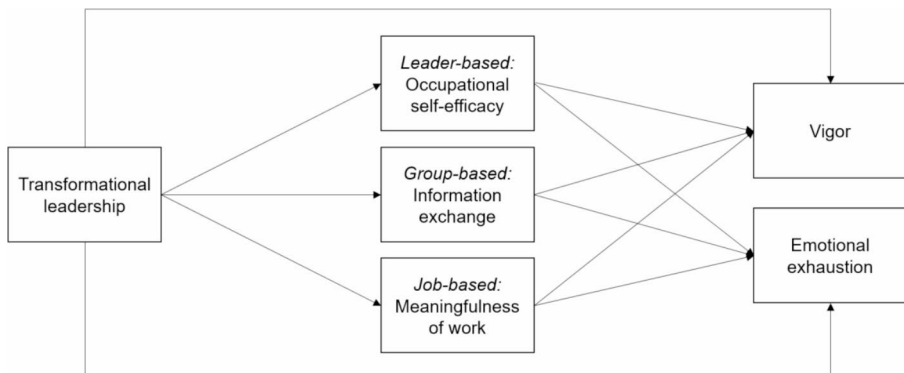 Leader-based:
Occupational
self-efficacy
Vigor
Transformational
leadership
Group-based:
Information
exchange
Emotional
exhaustion
Job-based:
Meaningfulness
of work